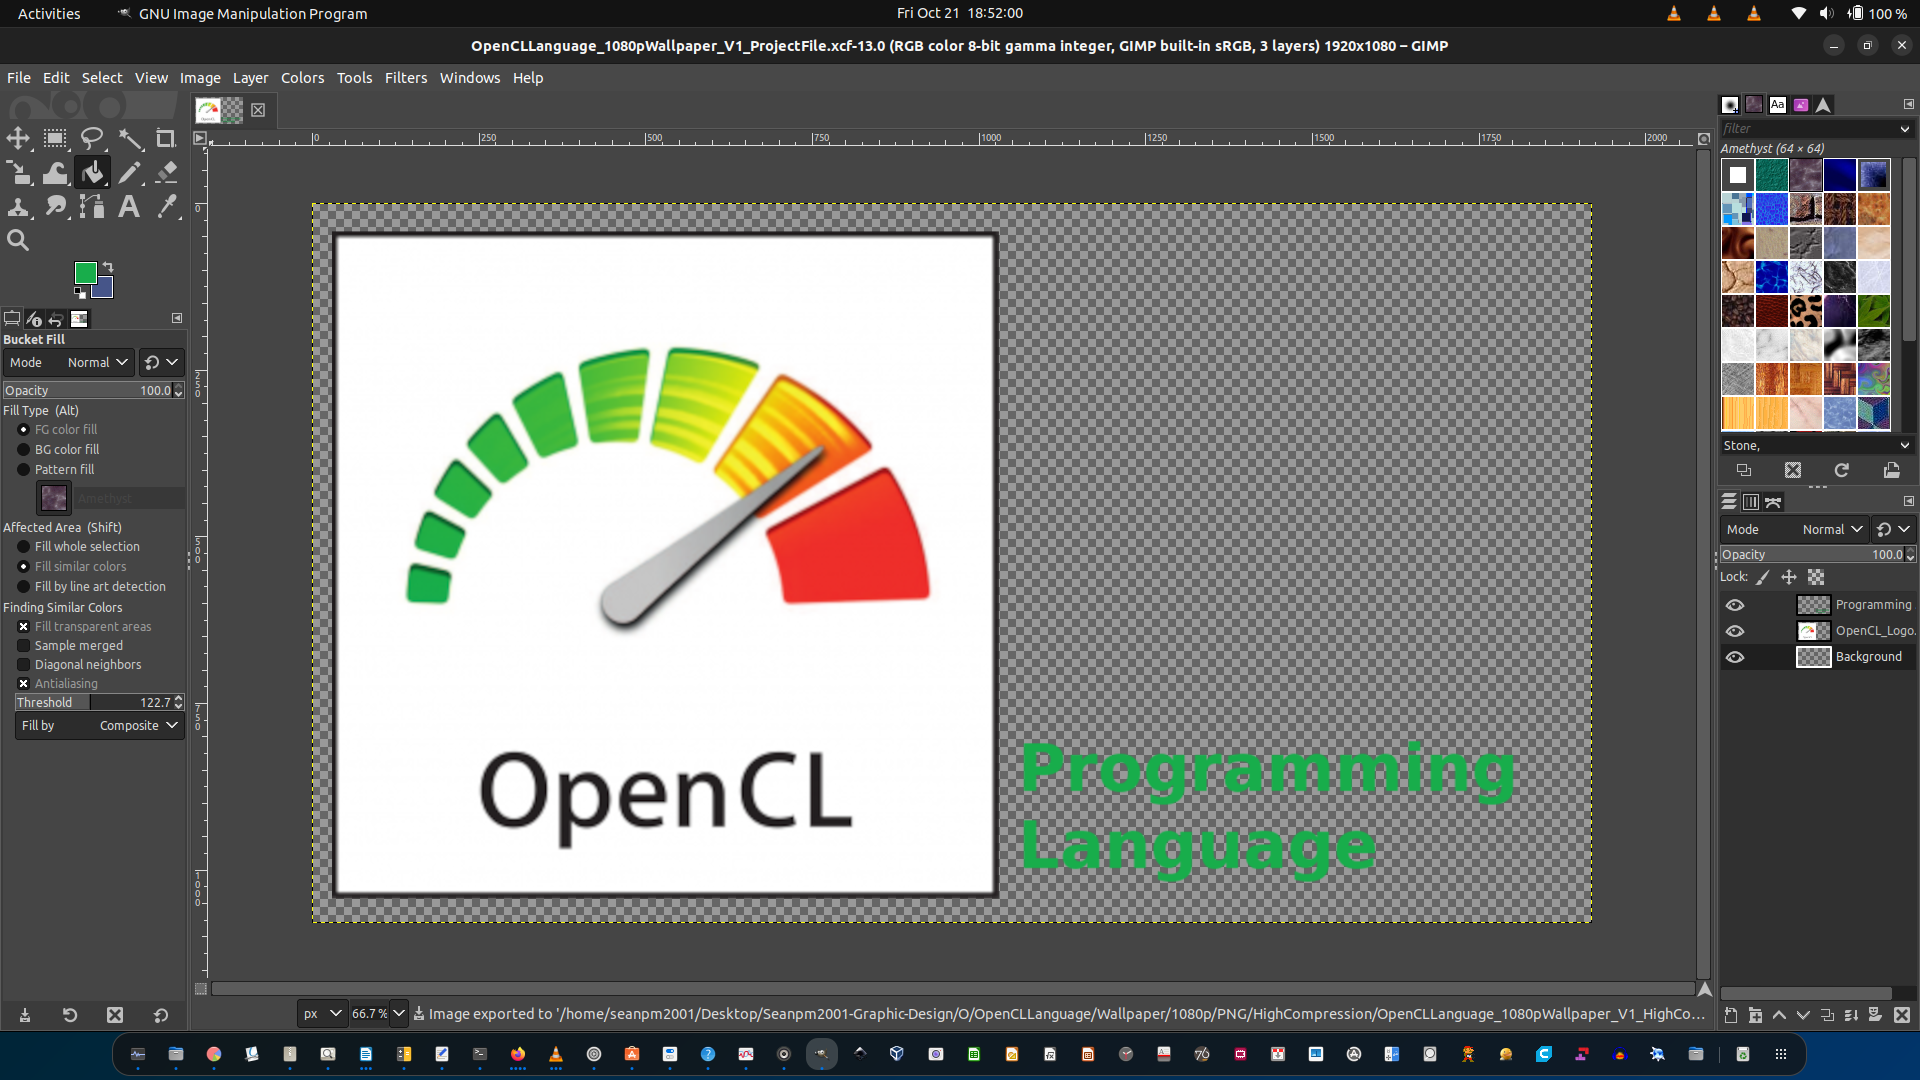 Activities
GNU Image Manipulation Program
Fri Oct 21 18:52:00
100 %
OpenCLLanguage_1080pWallpaper_V1_ProjectFile.xcf-13.0 (RGB color 8-bit gamma integer, GIMP built-in sRGB, 3 layers) 1920x1080 – GIMP
File Edit Select View Image Layer Colors Tools Filters Windows Help
0 250 500 750 1000 1250 1500 1750 2000
0
250
500
750
1000
Bucket Fill
Mode Normal
Opacity 100.0
Fill Type (Alt)
FG color fill
BG color fill
Pattern fill
Amethyst
Affected Area (Shift)
Fill whole selection
Fill similar colors
Fill by line art detection
Finding Similar Colors
Fill transparent areas
Sample merged
Diagonal neighbors
Antialiasing
Threshold 122.7
Fill by Composite
OpenCL
Programming
Language
Aa
filter
Amethyst (64 × 64)
Stone,
Mode Normal
Opacity 100.0
Lock:
Programming
OpenCL_Logo.
Background
px 66.7 % Image exported to '/home/seanpm2001/Desktop/Seanpm2001-Graphic-Design/O/OpenCLLanguage/Wallpaper/1080p/PNG/HighCompression/OpenCLLanguage_1080pWallpaper_V1_HighCo…